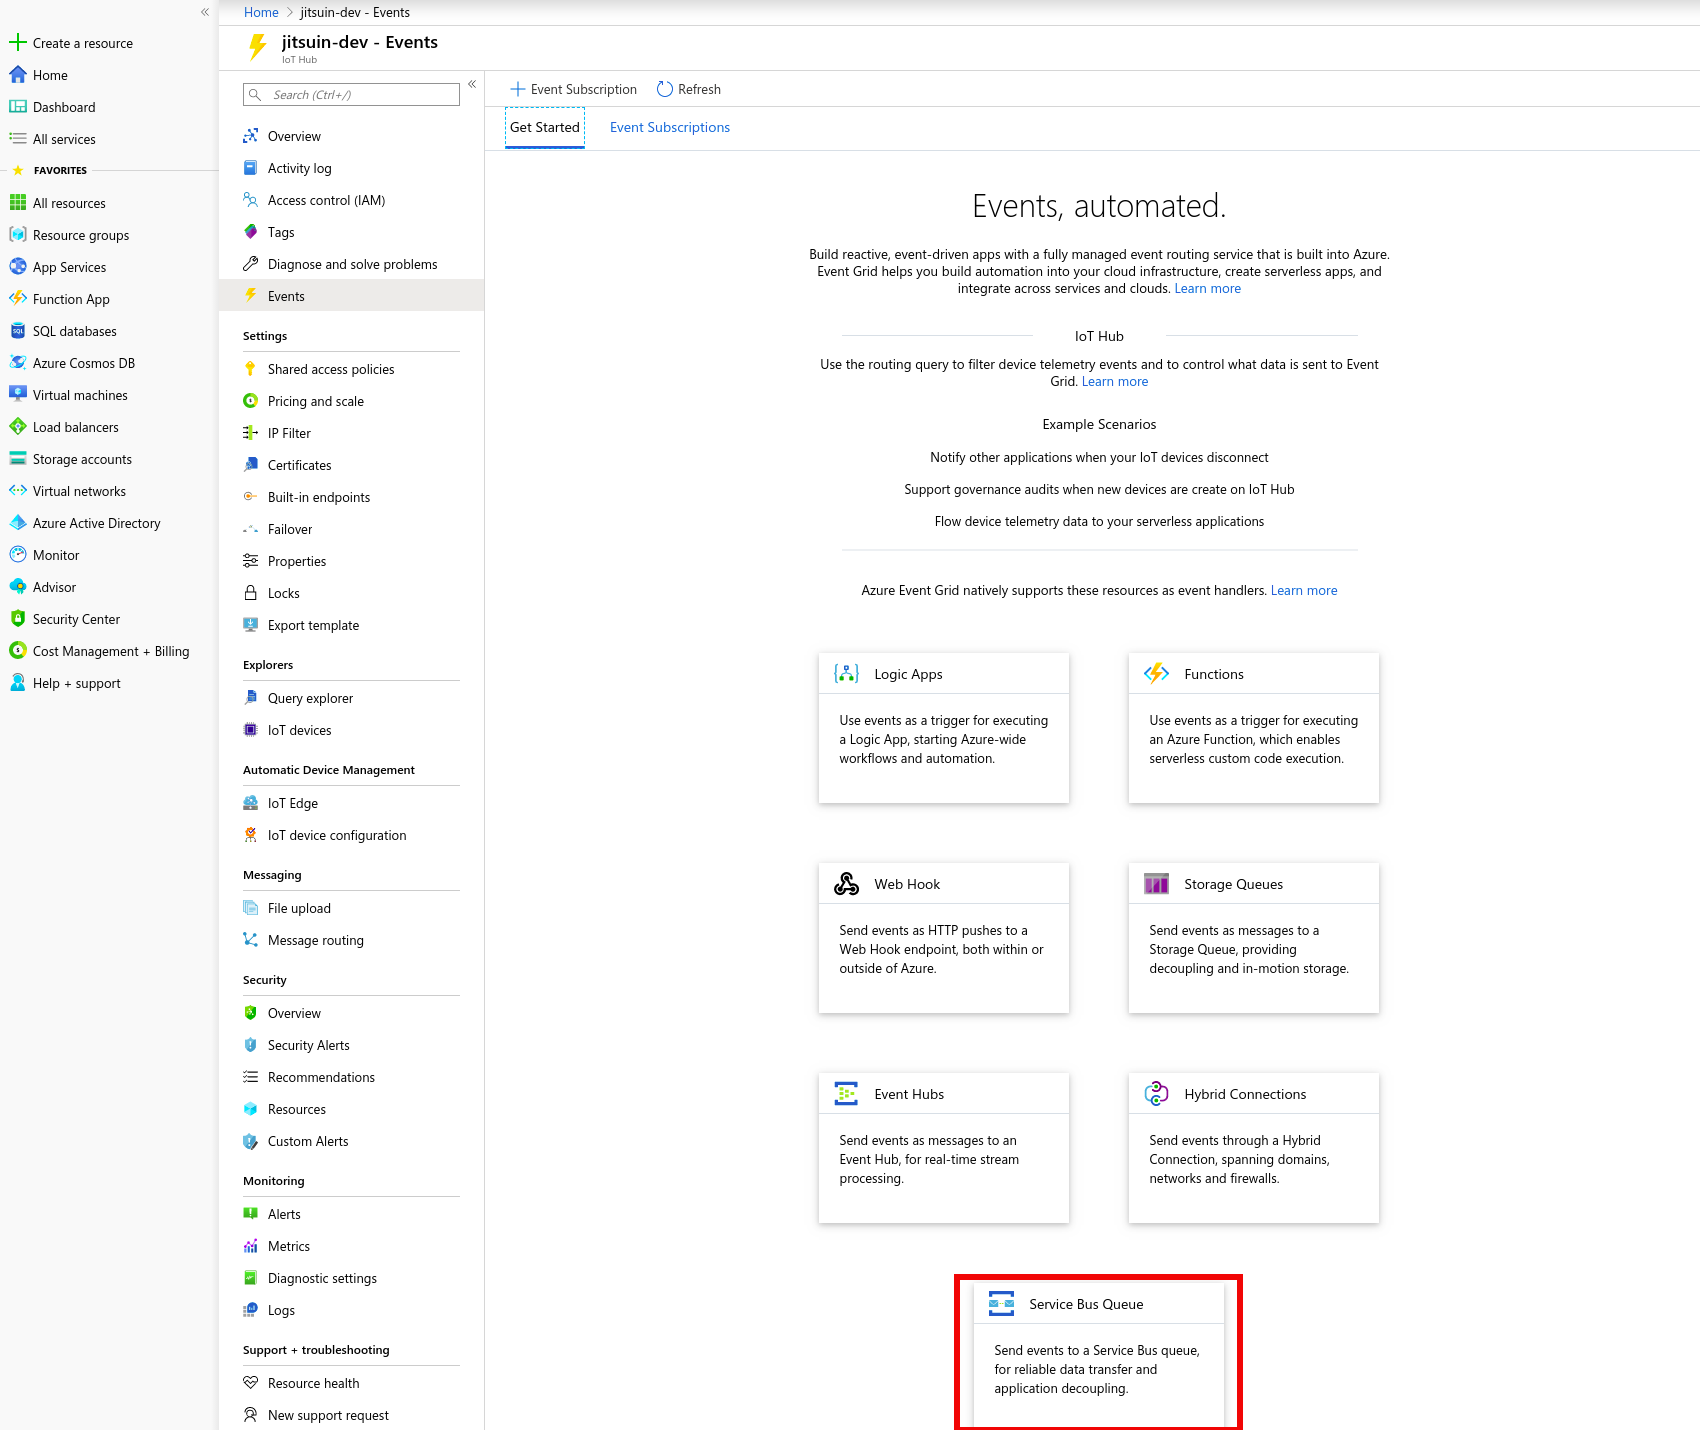 «
Create a resource
Home
Dashboard
All services
FAVORITES
All resources
Resource groups
App Services
Function App
SQL databases
Azure Cosmos DB
Virtual machines
Load balancers
Storage accounts
Virtual networks
Azure Active Directory
Monitor
Advisor
Security Center
Cost Management + Billing
Help + support
Home > jitsuin-dev - Events
jitsuin-dev - Events
IoT Hub
Search (Ctrl+/)
«
Overview
Activity log
Access control (IAM)
Tags
Diagnose and solve problems
Events
Settings
Shared access policies
Pricing and scale
IP Filter
Certificates
Built-in endpoints
Failover
Properties
Locks
Export template
Explorers
Query explorer
IoT devices
Automatic Device Management
IoT Edge
IoT device configuration
Messaging
File upload
Message routing
Security
Overview
Security Alerts
Recommendations
Resources
Custom Alerts
Monitoring
Alerts
Metrics
Diagnostic settings
Logs
Support + troubleshooting
Resource health
New support request
Event Subscription Refresh
Get Started Event Subscriptions
Events, automated.
Build reactive, event-driven apps with a fully managed event routing service that is built into Azure.
Event Grid helps you build automation into your cloud infrastructure, create serverless apps, and
integrate across services and clouds. Learn more
IoT Hub
Use the routing query to filter device telemetry events and to control what data is sent to Event
Grid. Learn more
Example Scenarios
Notify other applications when your IoT devices disconnect
Support governance audits when new devices are create on IoT Hub
Flow device telemetry data to your serverless applications
Azure Event Grid natively supports these resources as event handlers. Learn more
Logic Apps
Use events as a trigger for executing
a Logic App, starting Azure-wide
workflows and automation.
Functions
Use events as a trigger for executing
an Azure Function, which enables
serverless custom code execution.
Web Hook
Send events as HTTP pushes to a
Web Hook endpoint, both within or
outside of Azure.
Storage Queues
Send events as messages to a
Storage Queue, providing
decoupling and in-motion storage.
Event Hubs
Send events as messages to an
Event Hub, for real-time stream
processing.
Hybrid Connections
Send events through a Hybrid
Connection, spanning domains,
networks and firewalls.
Service Bus Queue
Send events to a Service Bus queue,
for reliable data transfer and
application decoupling.